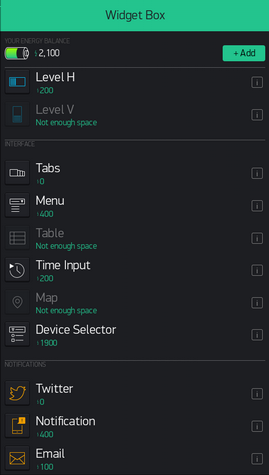 Widget Box
YOUR ENERGY BALANCE
2,100
+ Add
Level H
200
Level V
Not enough space
INTERFACE
Tabs
0
Menu
400
Table
Not enough space
Time Input
200
Map
Not enough space
Device Selector
1900
NOTIFICATIONS
Twitter
0
Notification
400
Email
100